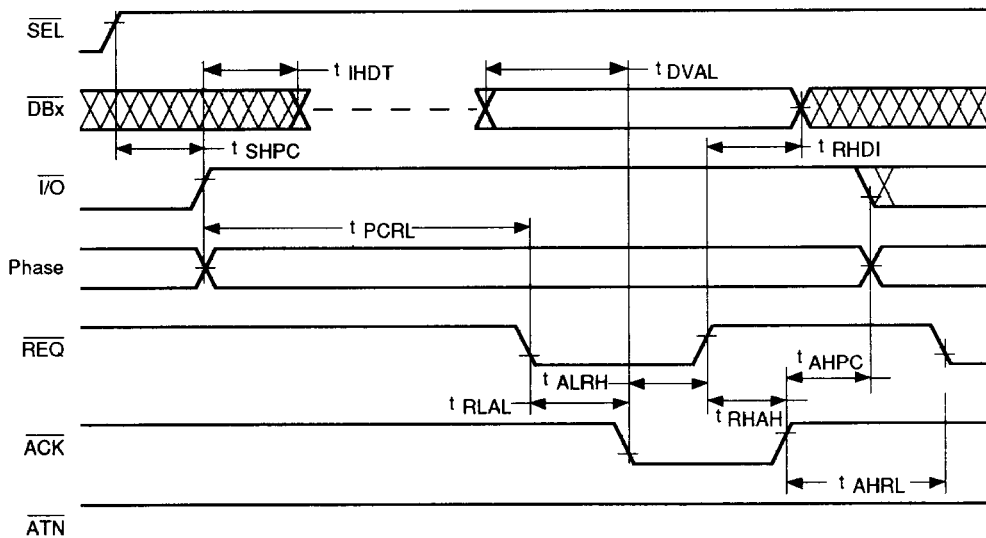 SEL
t IHDT
t DVAL
DBx
t SHPC
t RHDI
I/O
t PCRL
Phase
REQ
t ALRH
t AHPC
t RLAL
t RHAH
ACK
t AHRL
ATN